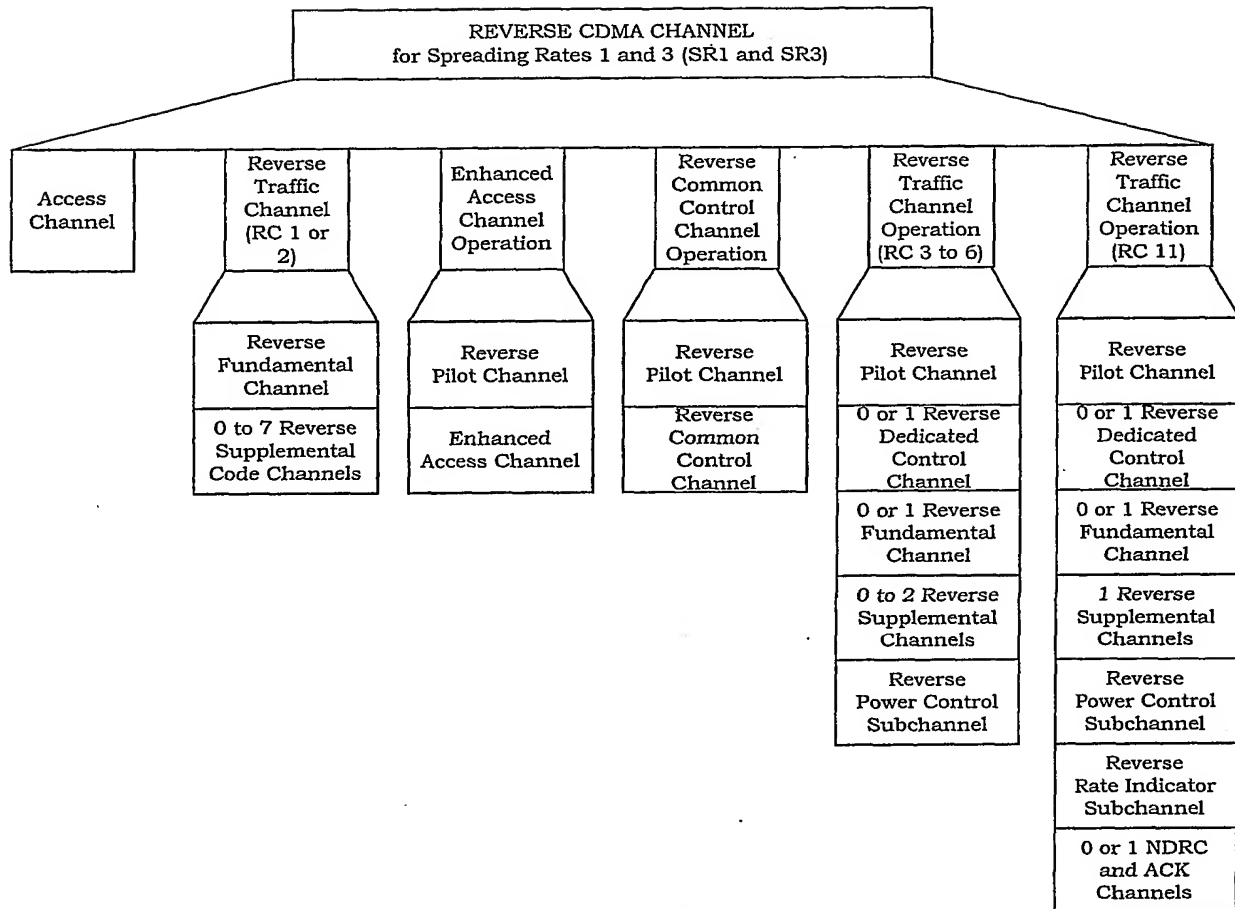 REVERSE CDMA CHANNEL
for Spreading Rates 1 and 3 (SR1 and SR3)
Access
Channel
Reverse
Traffic
Channel
(RC 1 or
2)
Enhanced
Access
Channel
Operation
Reverse
Common
Control
Channel
Operation
Reverse
Traffic
Channel
Operation
(RC 3 to 6)
Reverse
Traffic
Channel
Operation
(RC 11)
Reverse
Fundamental
Channel
0 to 7 Reverse
Supplemental
Code Channels
Reverse
Pilot Channel
Enhanced
Access Channel
Reverse
Pilot Channel
Reverse
Common
Control
Channel
Reverse
Pilot Channel
0 or 1 Reverse
Dedicated
Control
Channel
0 or 1 Reverse
Fundamental
Channel
0 to 2 Reverse
Supplemental
Channels
Reverse
Power Control
Subchannel
Reverse
Pilot Channel
0 or 1 Reverse
Dedicated
Control
Channel
0 or 1 Reverse
Fundamental
Channel
1 Reverse
Supplemental
Channels
Reverse
Power Control
Subchannel
Reverse
Rate Indicator
Subchannel
0 or 1 NDRC
and ACK
Channels